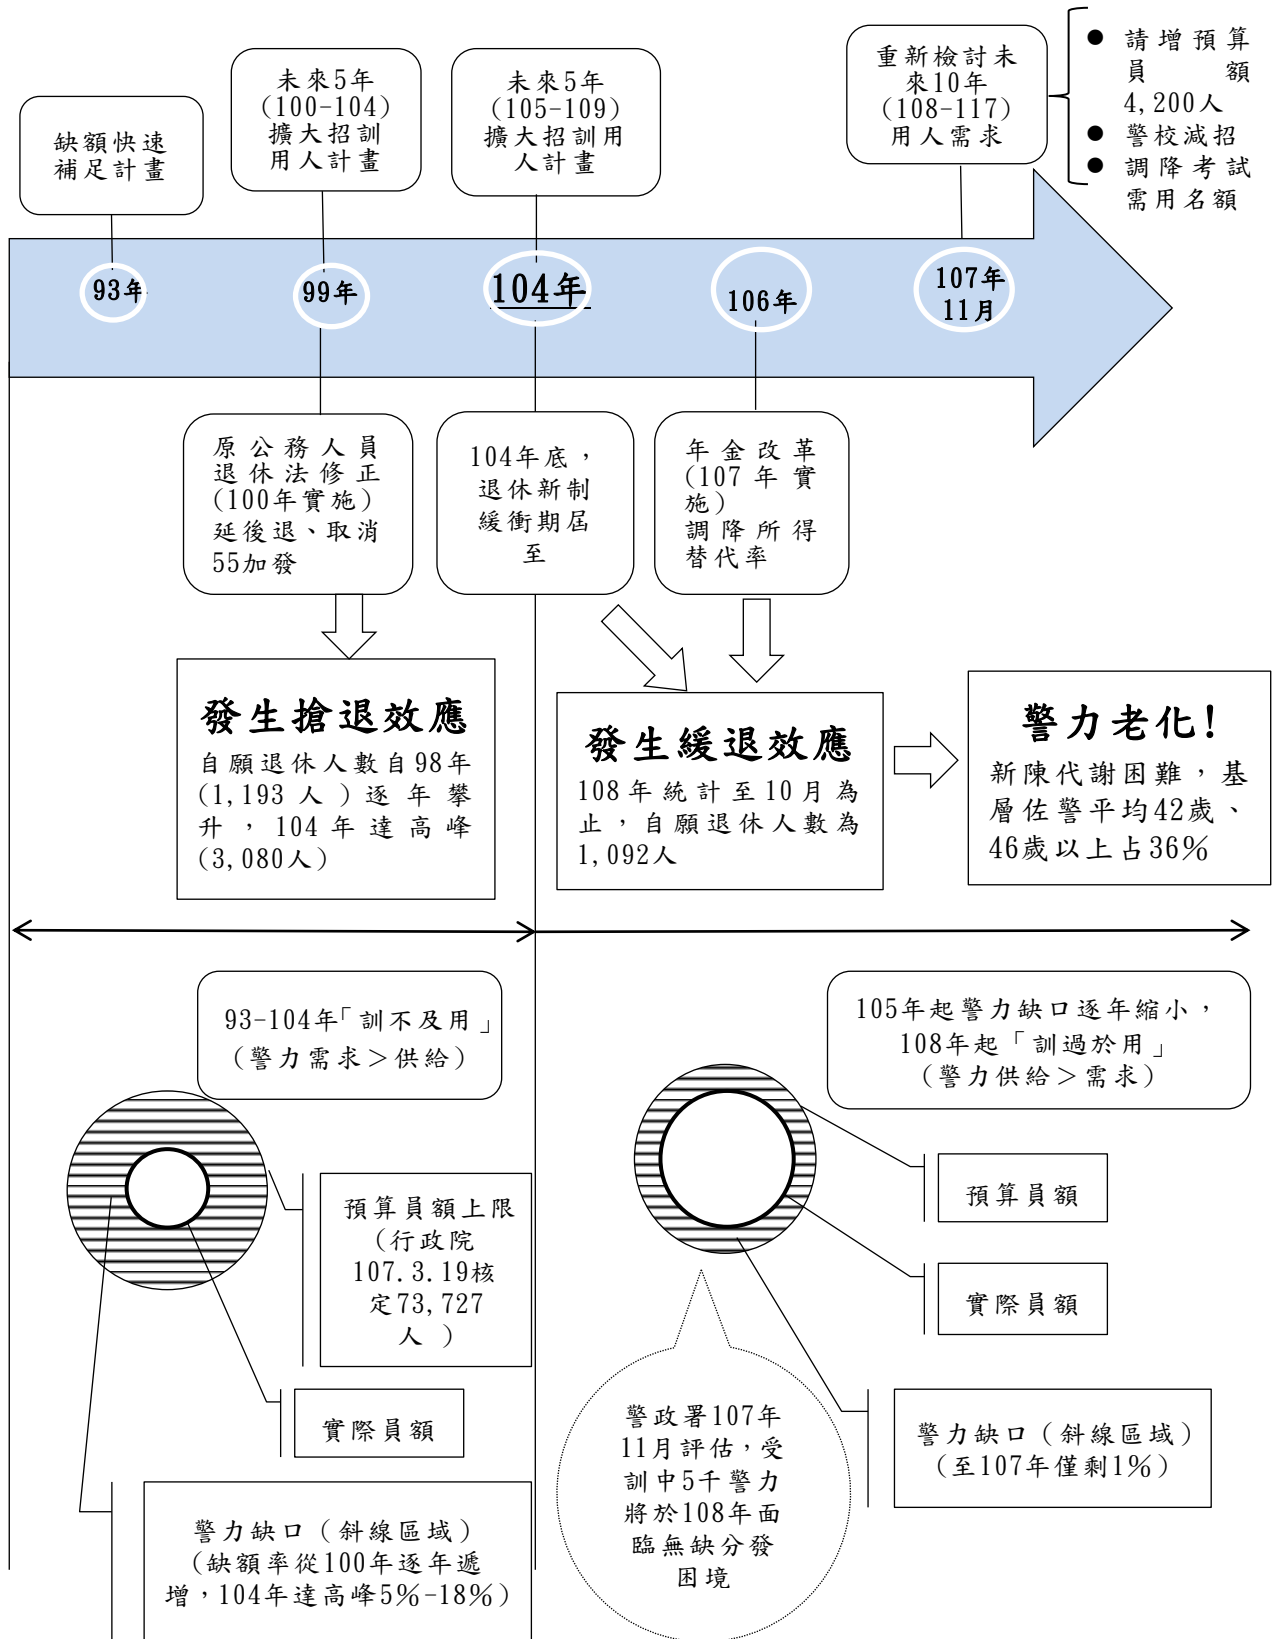 缺額快速
補足計畫
未來5年
(100-104)
擴大招訓
用人計畫
未來5年
(105-109)
擴大招訓用
人計畫
重新檢討未
來10年
(108-117)
用人需求
● 請增預算
員額
4,200人
● 警校減招
● 調降考試
需用名額
93年
99年
104年
106年
107年
11月
原公務人員
退休法修正
(100年實施)
延後退、取消
55加發
104年底，
退休新制
緩衝期屆
至
年金改革
(107年實
施)
調降所得
替代率
發生搶退效應
自願退休人數自98年
(1,193人)逐年攀
升，104年達高峰
(3,080人)
發生緩退效應
108年統計至10月為
止，自願退休人數為
1,092人
警力老化!
新陳代謝困難，基
層佐警平均42歲、
46歲以上占36%
93-104年「訓不及用」
（警力需求＞供給）
105年起警力缺口逐年縮小，
108年起「訓過於用」
（警力供給＞需求）
預算員額上限
（行政院
107.3.19核
定73,727
人）
實際員額
警力缺口（斜線區域）
（缺額率從100年逐年遞
增，104年達高峰5%-18%）
預算員額
實際員額
警力缺口（斜線區域）
（至107年僅剩1%）
警政署107年
11月評估，受
訓中5千警力
將於108年面
臨無缺分發
困境